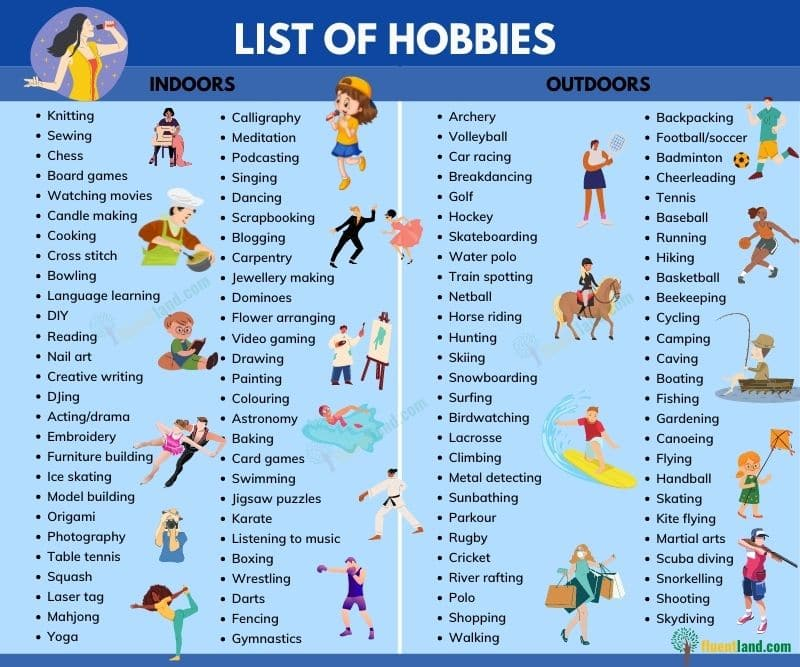 LIST OF HOBBIES
INDOORS
Knitting
Sewing
Chess
Board games
Watching movies
Candle making
Cooking
Cross stitch
Bowling
Language learning
DIY
Reading
Nail art
Creative writing
DJing
Acting/drama
Embroidery
Furniture building
Ice skating
Model building
Origami
Photography
Table tennis
Squash
Laser tag
Mahjong
Yoga
Calligraphy
Meditation
Podcasting
Singing
Dancing
Scrapbooking
Blogging
Carpentry
Jewellery making
Dominoes
Flower arranging
Video gaming
Drawing
Painting
Colouring
Astronomy
Baking
Card games
Swimming
Jigsaw puzzles
Karate
Listening to music
Boxing
Wrestling
Darts
Fencing
Gymnastics
OUTDOORS
Archery
Volleyball
Car racing
Breakdancing
Golf
Hockey
Skateboarding
Water polo
Train spotting
Netball
Horse riding
Hunting
Skiing
Snowboarding
Surfing
Birdwatching
Lacrosse
Climbing
Metal detecting
Sunbathing
Parkour
Rugby
Cricket
River rafting
Polo
Shopping
Walking
Backpacking
Football/soccer
Badminton
Cheerleading
Tennis
Baseball
Running
Hiking
Basketball
Beekeeping
Cycling
Camping
Caving
Boating
Fishing
Gardening
Canoeing
Flying
Handball
Skating
Kite flying
Martial arts
Scuba diving
Snorkelling
Shooting
Skydiving
fluentland.com
fluentland.com
fluentland.com
fluentland.com